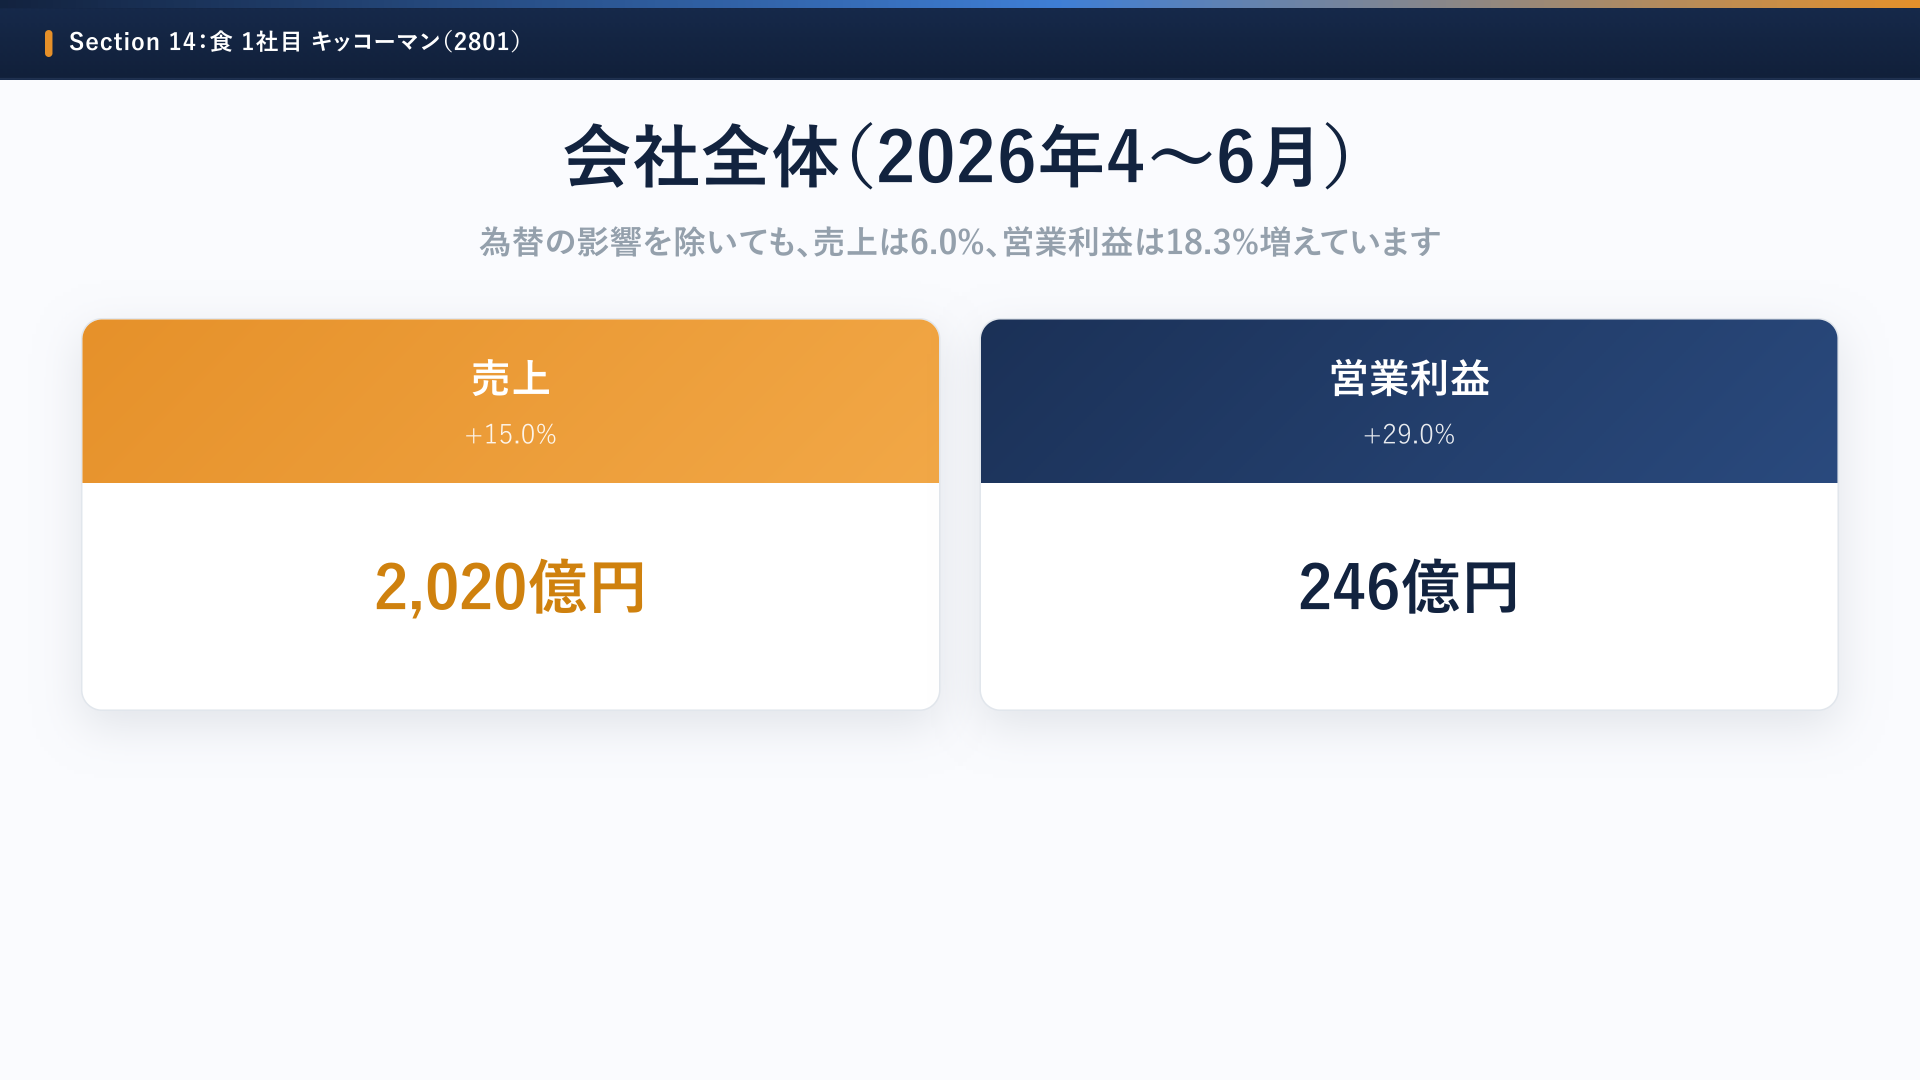 Section 14：食 1社目 キッコーマン（2801）
会社全体（2026年4〜6月）
為替の影響を除いても、売上は6.0%、営業利益は18.3%増えています
売上
+15.0%
2,020億円
営業利益
+29.0%
246億円